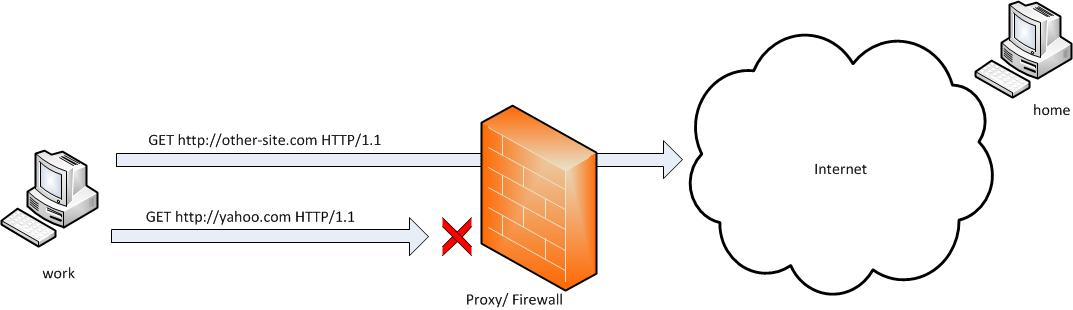 home
GET http://other-site.com HTTP/1.1
Internet
GET http://yahoo.com HTTP/1.1
work
Proxy/ Firewall